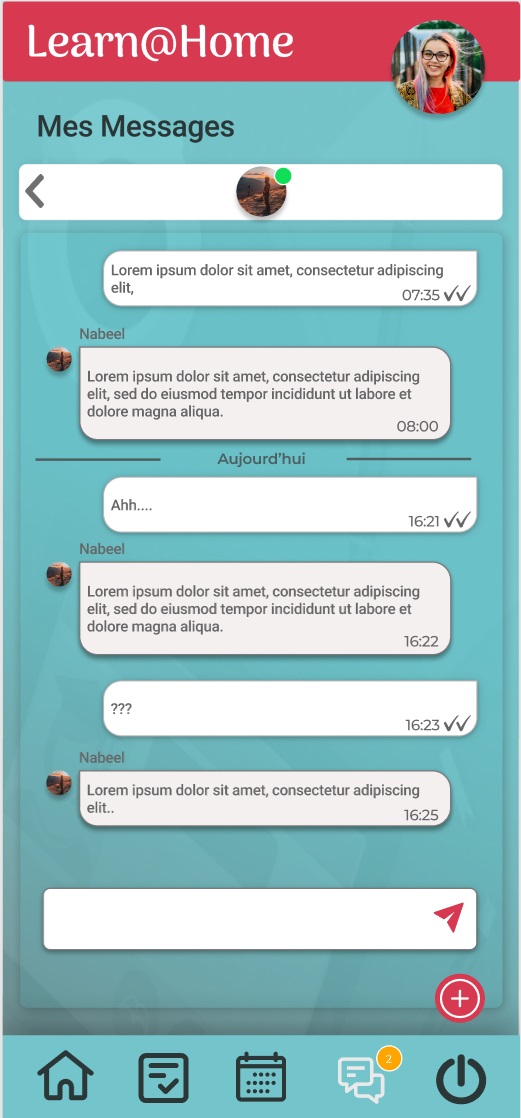 Learn@Home
Mes Messages
Lorem ipsum dolor sit amet, consectetur adipiscing
elit,
07:35
Nabeel
Lorem ipsum dolor sit amet, consectetur adipiscing
elit, sed do eiusmod tempor incididunt ut labore et
dolore magna aliqua.
08:00
Aujourd'hui
Ahh....
16:21
Nabeel
Lorem ipsum dolor sit amet, consectetur adipiscing
elit, sed do eiusmod tempor incididunt ut labore et
dolore magna aliqua.
16:22
???
16:23
Nabeel
Lorem ipsum dolor sit amet, consectetur adipiscing
elit..
16:25
2